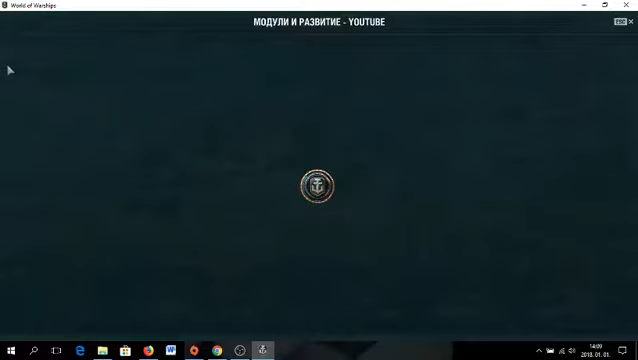 World of Warships
МОДУЛИ И РАЗВИТИЕ - YOUTUBE
ESC
14:09
2018. 01. 01.